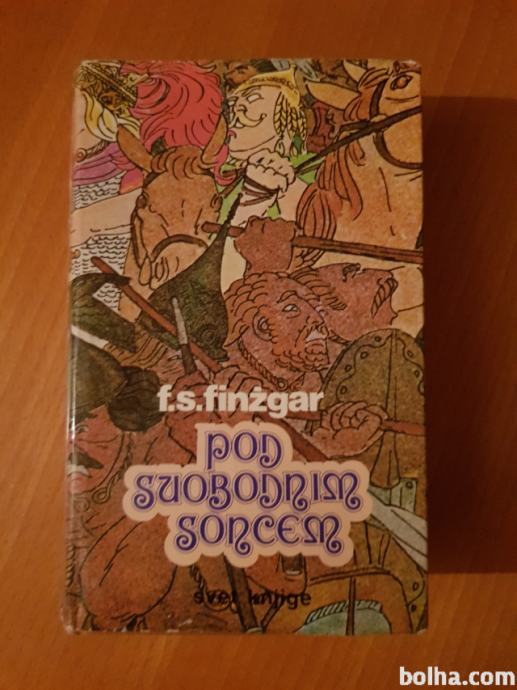 f.s.finžgar
POD
SVOBODNIM
SONCEM
svet knjige
bolha.com